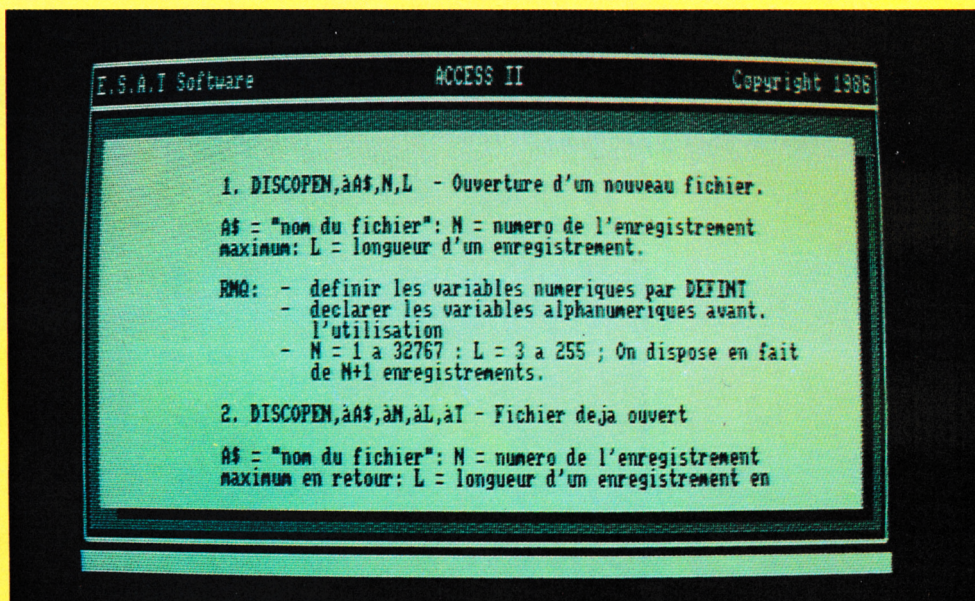 E.S.A.T Software ACCESS II Copyright 1986
1. DISCOPEN,àA$,N,L - Ouverture d'un nouveau fichier.
A$ = "nom du fichier": N = numero de l'enregistrement
maximum: L = longueur d'un enregistrement.
RMQ: - definir les variables numeriques par DEFINT
- declarer les variables alphanumeriques avant.
l'utilisation
- N = 1 a 32767 : L = 3 a 255 ; On dispose en fait
de N+1 enregistrements.
2. DISCOPEN,àA$,àN,àL,àT - Fichier deja ouvert
A$ = "nom du fichier": N = numero de l'enregistrement
maximum en retour: L = longueur d'un enregistrement en